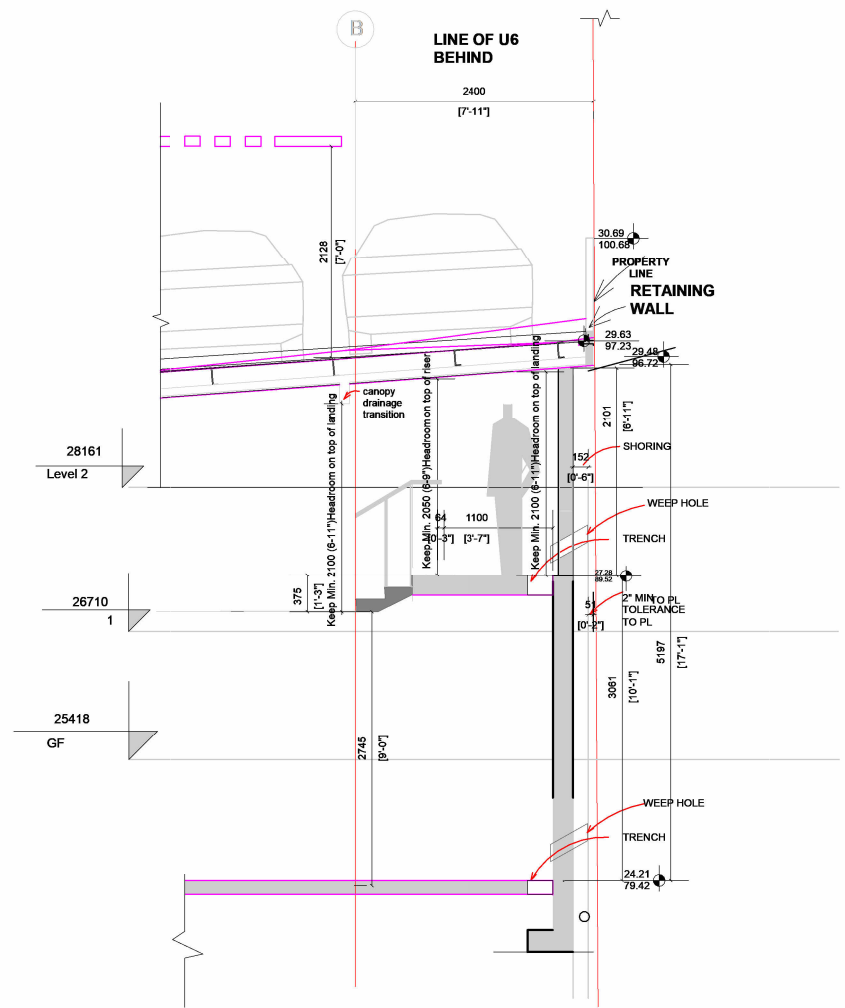 B
LINE OF U6
BEHIND
2400
[7'-11"]
2128
[7'-0"]
30.69
100.68
PROPERTY
LINE
RETAINING
WALL
29.63
97.23
29.48
96.72
canopy
drainage
transition
Keep Min. 2100 (6-11")Headroom on top of landing
Keep Min. 2050 (6-9")Headroom on top of riser
Keep Min. 2100 (6-11")Headroom on top of landing
2101
[6'-11"]
28161
Level 2
SHORING
152
[0'-6"]
WEEP HOLE
64
[0'-3"]
1100
[3'-7"]
TRENCH
27.28
89.52
375
[1'-3"]
26710
1
51
[0'-2"]
2" MIN
TO PL
TOLERANCE
TO PL
5197
[17'-1"]
3061
[10'-1"]
25418
GF
2745
[9'-0"]
WEEP HOLE
TRENCH
24.21
79.42